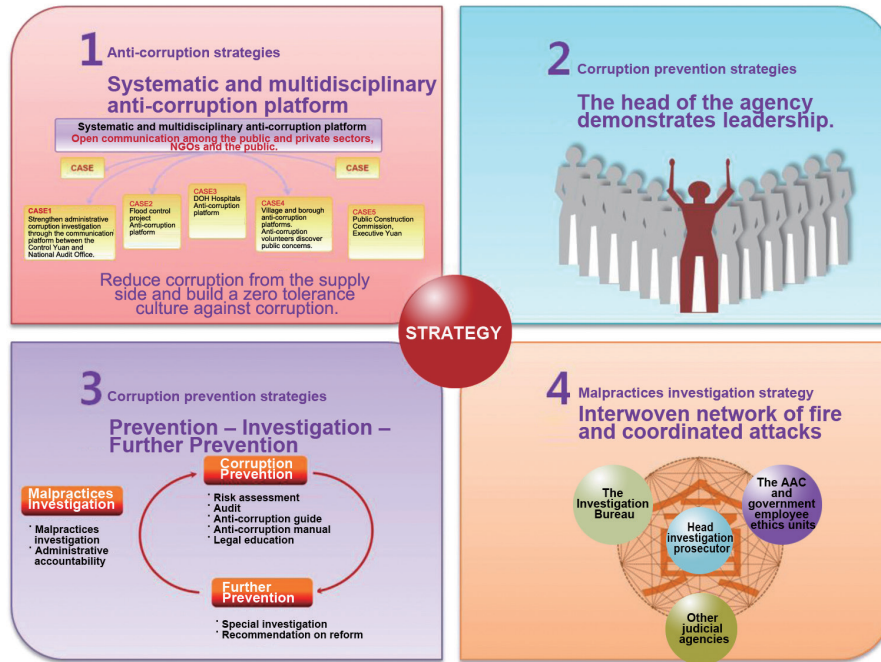 1 Anti-corruption strategies
Systematic and multidisciplinary
anti-corruption platform
Systematic and multidisciplinary anti-corruption platform
Open communication among the public and private sectors,
NGOs and the public.
CASE
CASE
CASE1
Strengthen administrative
corruption investigation
through the communication
platform between the
Control Yuan and
National Audit Office.
CASE2
Flood control
project
Anti-corruption
platform
CASE3
DOH Hospitals
Anti-corruption
platform
CASE4
Village and borough
anti-corruption
platforms.
Anti-corruption
volunteers discover
public concerns.
CASE5
Public Construction
Commission,
Executive Yuan
Reduce corruption from the supply
side and build a zero tolerance
culture against corruption.
2 Corruption prevention strategies
The head of the agency
demonstrates leadership.
STRATEGY
3 Corruption prevention strategies
Prevention – Investigation –
Further Prevention
Malpractices
Investigation
· Malpractices
investigation
· Administrative
accountability
Corruption
Prevention
· Risk assessment
· Audit
· Anti-corruption guide
· Anti-corruption manual
· Legal education
Further
Prevention
· Special investigation
· Recommendation on reform
4 Malpractices investigation strategy
Interwoven network of fire
and coordinated attacks
The
Investigation
Bureau
The AAC
and
government
employee
ethics units
Head
investigation
prosecutor
Other
judicial
agencies